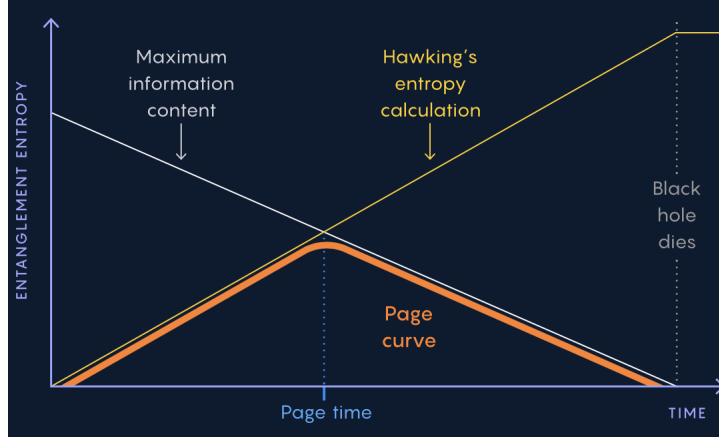 Maximum
information
content
Hawking's
entropy
calculation
ENTANGLEMENT ENTROPY
Black
hole
dies
Page
curve
Page time
TIME